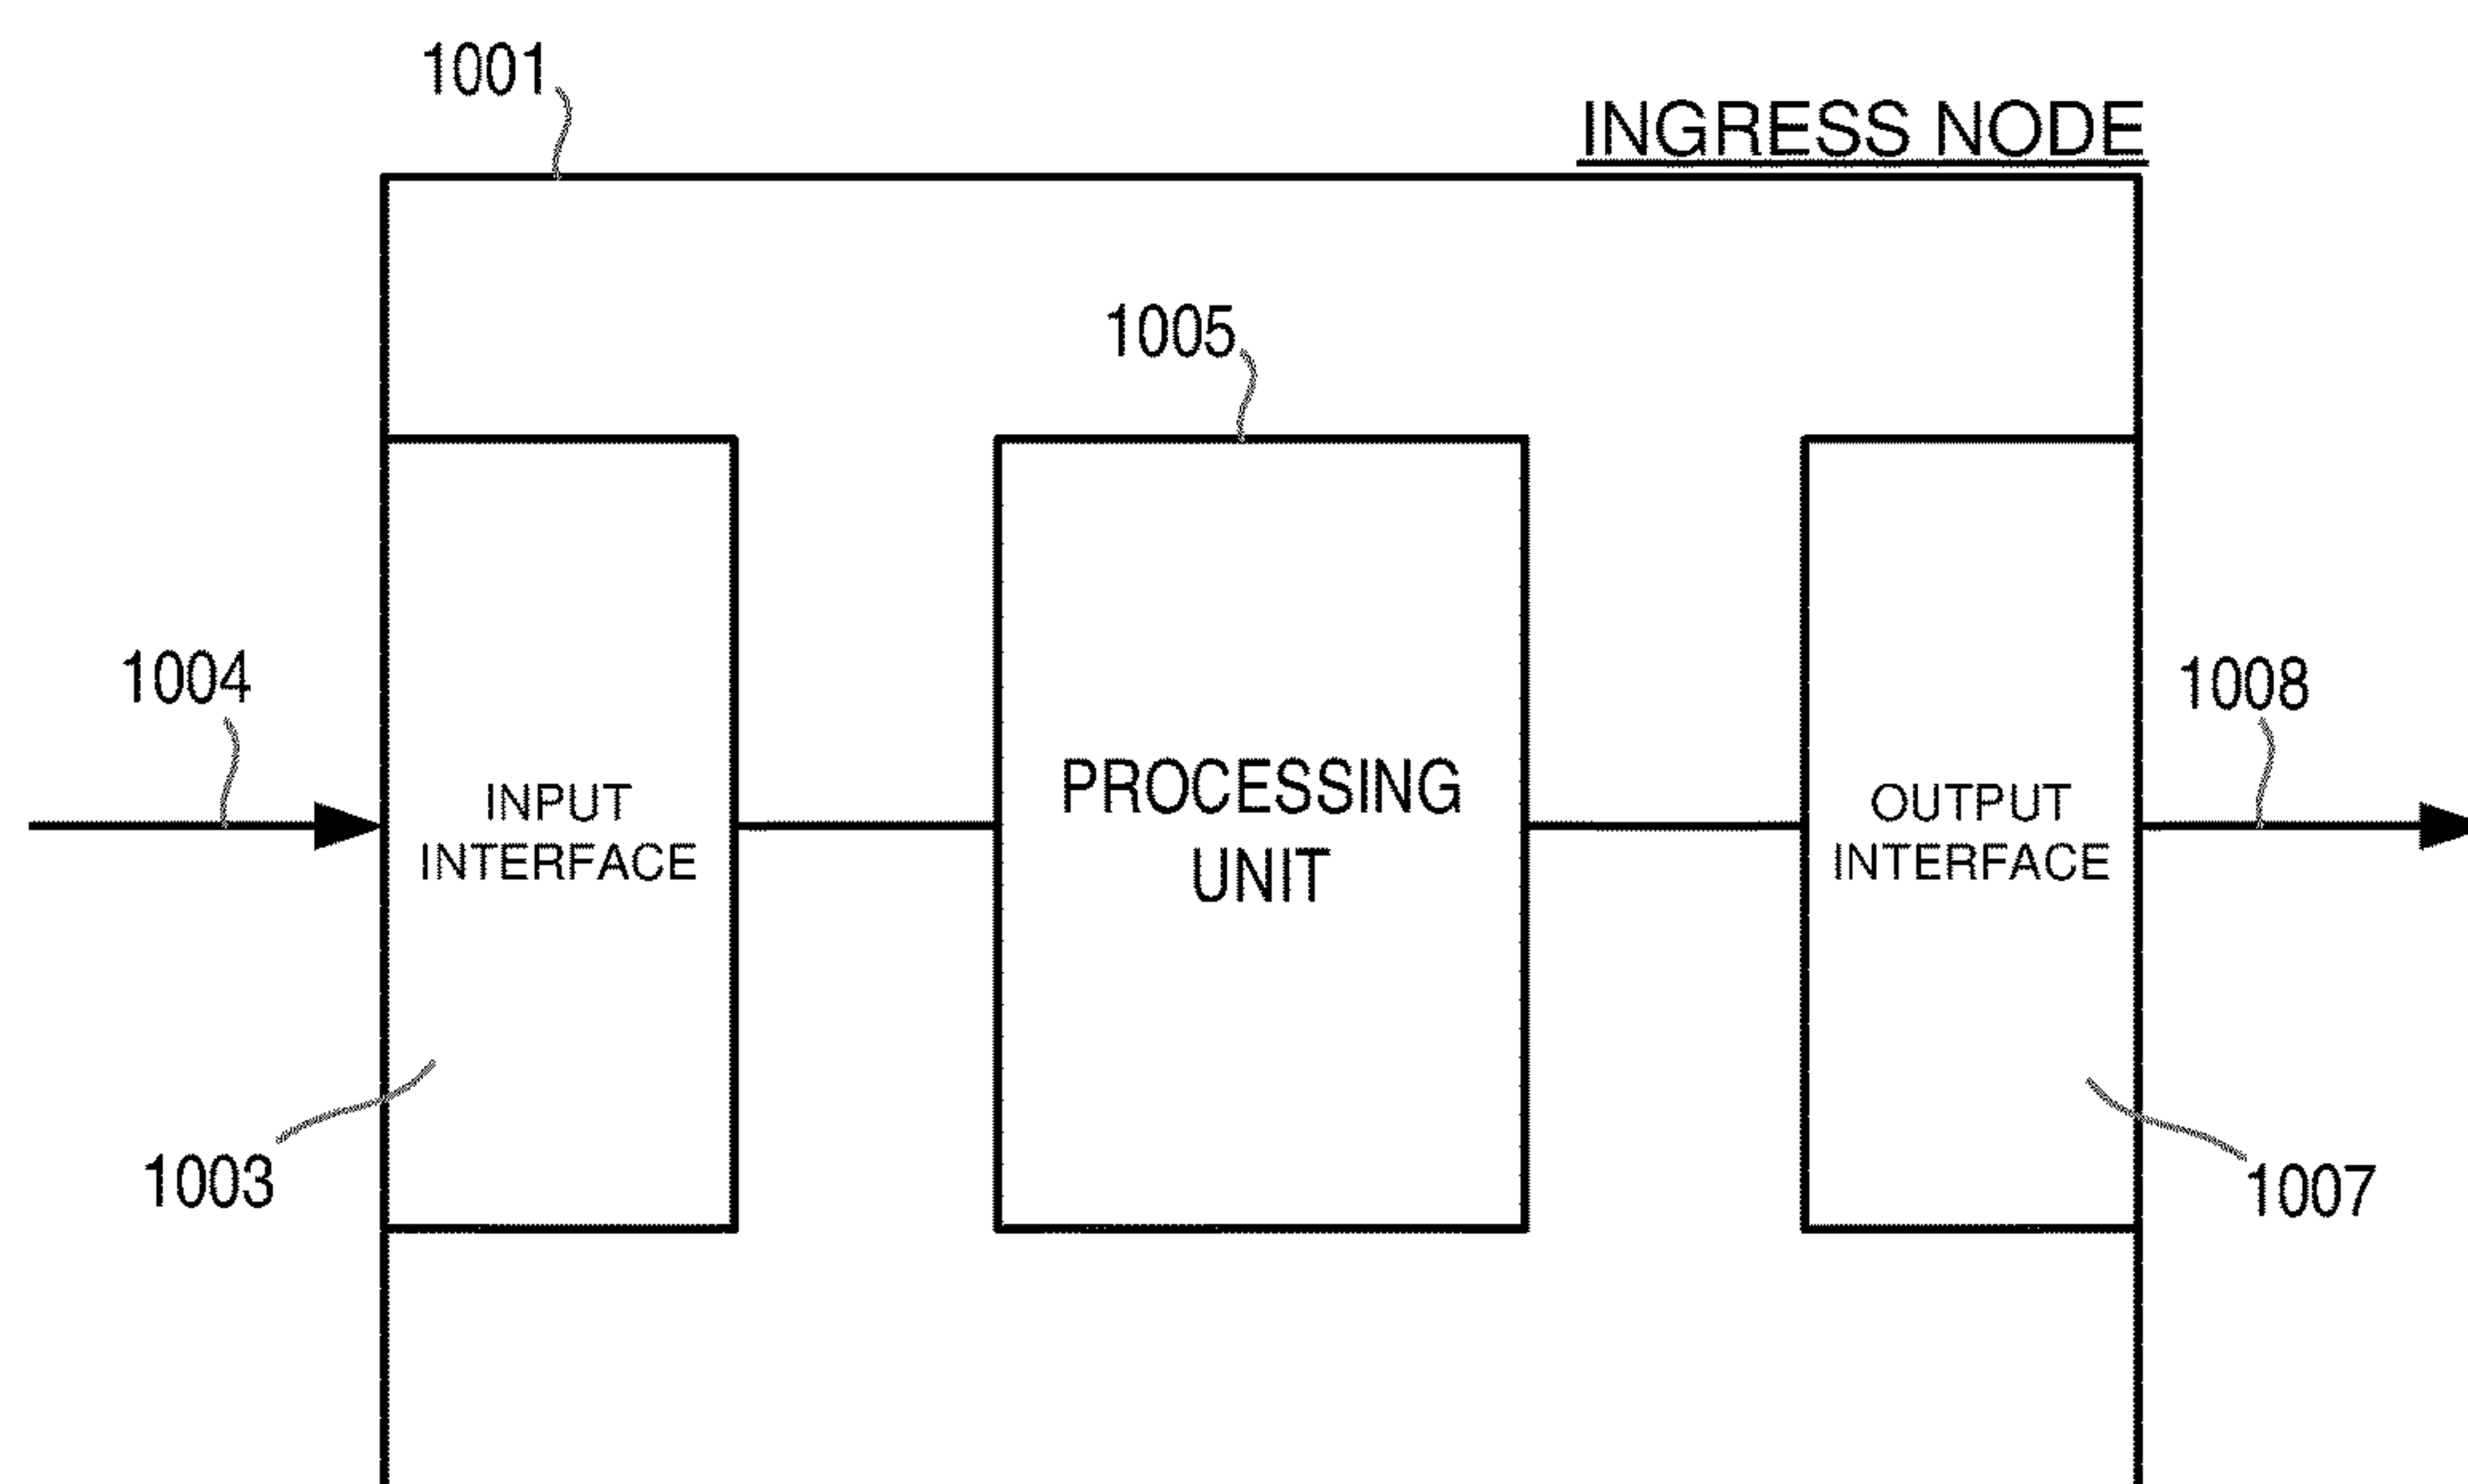 1001
INGRESS NODE
1005
1004
1008
INPUT
INTERFACE
PROCESSING
UNIT
OUTPUT
INTERFACE
1003
1007